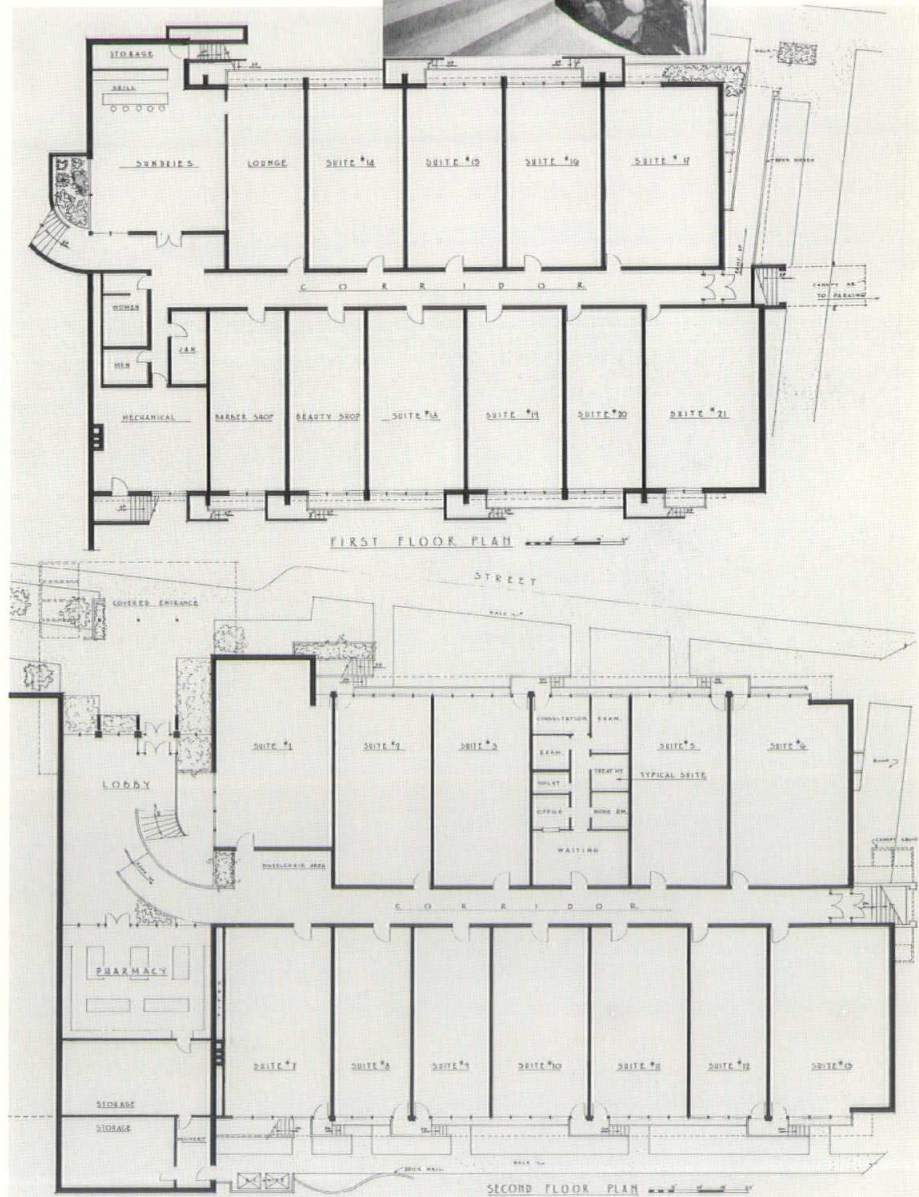 STORAGE
GRILL
SUNDRIES
LOUNGE
SUITE #14
SUITE #15
SUITE #16
SUITE #17
CORRIDOR
TO PARKING
WOMEN
MEN
JAN.
MECHANICAL
BARBER SHOP
BEAUTY SHOP
SUITE #18
SUITE #19
SUITE #20
SUITE #21
FIRST FLOOR PLAN
STREET
WALK
COVERED ENTRANCE
LOBBY
SUITE #1
SUITE #2
SUITE #3
CONSULTATION
EXAM.
EXAM.
TOILET
TREATM'T
OFFICE
WORK RM.
WAITING
SUITE #5
TYPICAL SUITE
SUITE #6
WHEELCHAIR AREA
CORRIDOR
PHARMACY
STORAGE
STORAGE
SUITE #7
SUITE #8
SUITE #9
SUITE #10
SUITE #11
SUITE #12
SUITE #13
BRICK WALL
WALK
SECOND FLOOR PLAN